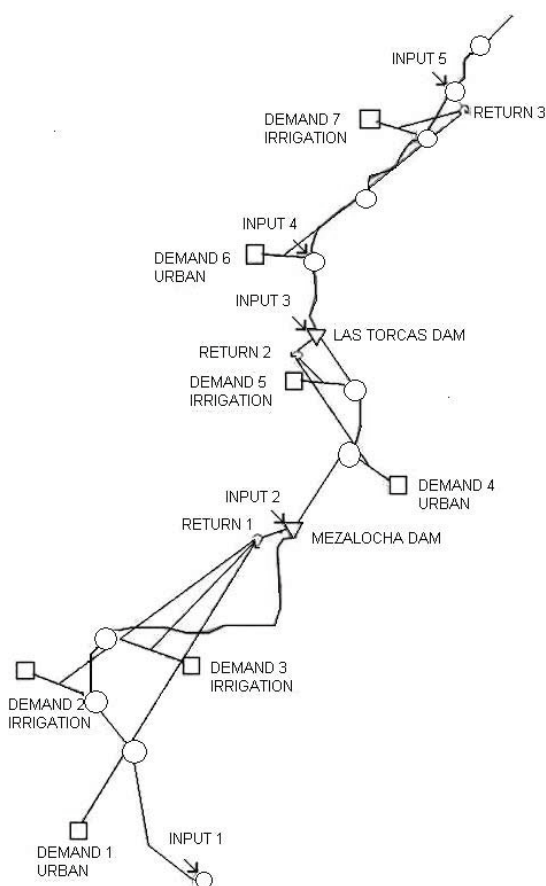 INPUT 5
DEMAND 7
IRRIGATION
RETURN 3
INPUT 4
DEMAND 6
URBAN
INPUT 3
LAS TORCAS DAM
RETURN 2
DEMAND 5
IRRIGATION
DEMAND 4
URBAN
INPUT 2
RETURN 1
MEZALOCHA DAM
DEMAND 3
IRRIGATION
DEMAND 2
IRRIGATION
INPUT 1
DEMAND 1
URBAN